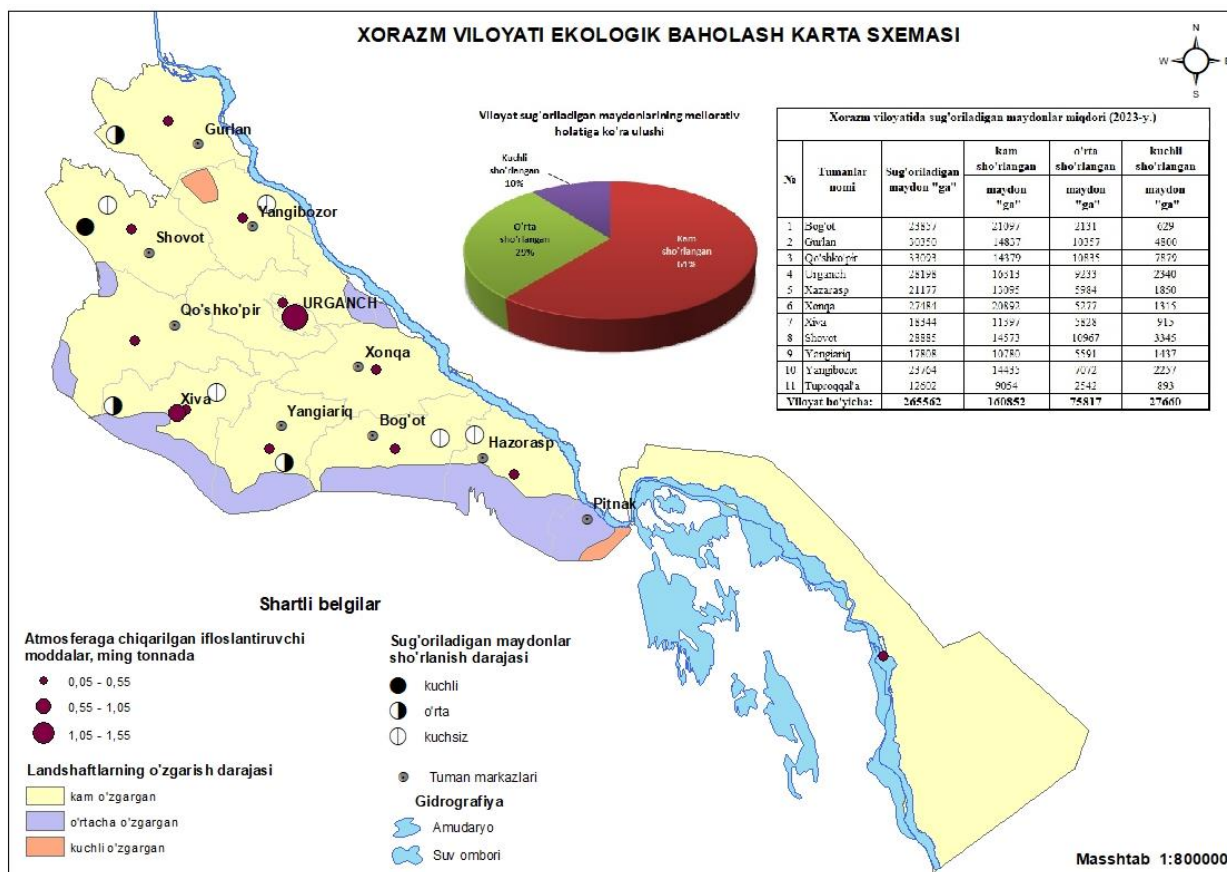 XORAZM VILOYATI EKOLOGIK BAHOLASH KARTA SXEMASI
N
W E
S
Viloyat sug'oriladigan maydonlarining meliorativ
holatiga ko'ra ulushi
Kuchli
sho'rlangan
10%
O'rta
sho'rlangan
29%
Kam
sho'rlangan
61%
Xorazm viloyatida sug'oriladigan maydonlar miqdori (2023-y.)
№ Tumanlar nomi Sug'oriladigan maydon "ga" kam sho'rlangan o'rta sho'rlangan kuchli sho'rlangan
maydon "ga" maydon "ga" maydon "ga"
1 Bog'ot 23857 21097 2131 629
2 Gurlan 30350 14837 10357 4800
3 Qo'shko'pir 33093 14379 10835 7879
4 Urganch 28198 16313 9233 2340
5 Xazarasp 21177 13095 5984 1850
6 Xonqa 27484 20892 5277 1315
7 Xiva 18344 11397 5828 915
8 Shovot 28885 14573 10967 3345
9 Yangiariq 17808 10780 5591 1437
10 Yangibozor 23764 14435 7072 2257
11 Tuproqqal'a 12602 9054 2542 893
Viloyat bo'yicha: 265562 160852 75817 27660
Gurlan
Yangibozor
Shovot
Qo'shko'pir
URGANCH
Xonqa
Xiva
Yangiariq
Bog'ot
Hazorasp
Pitnak
Shartli belgilar
Atmosferaga chiqarilgan ifloslantiruvchi
moddalar, ming tonnada
0,05 - 0,55
0,55 - 1,05
1,05 - 1,55
Landshaftlarning o'zgarish darajasi
kam o'zgargan
o'rtacha o'zgargan
kuchli o'zgargan
Sug'oriladigan maydonlar
sho'rlanish darajasi
kuchli
o'rta
kuchsiz
Tuman markazlari
Gidrografiya
Amudaryo
Suv ombori
Masshtab 1:800000